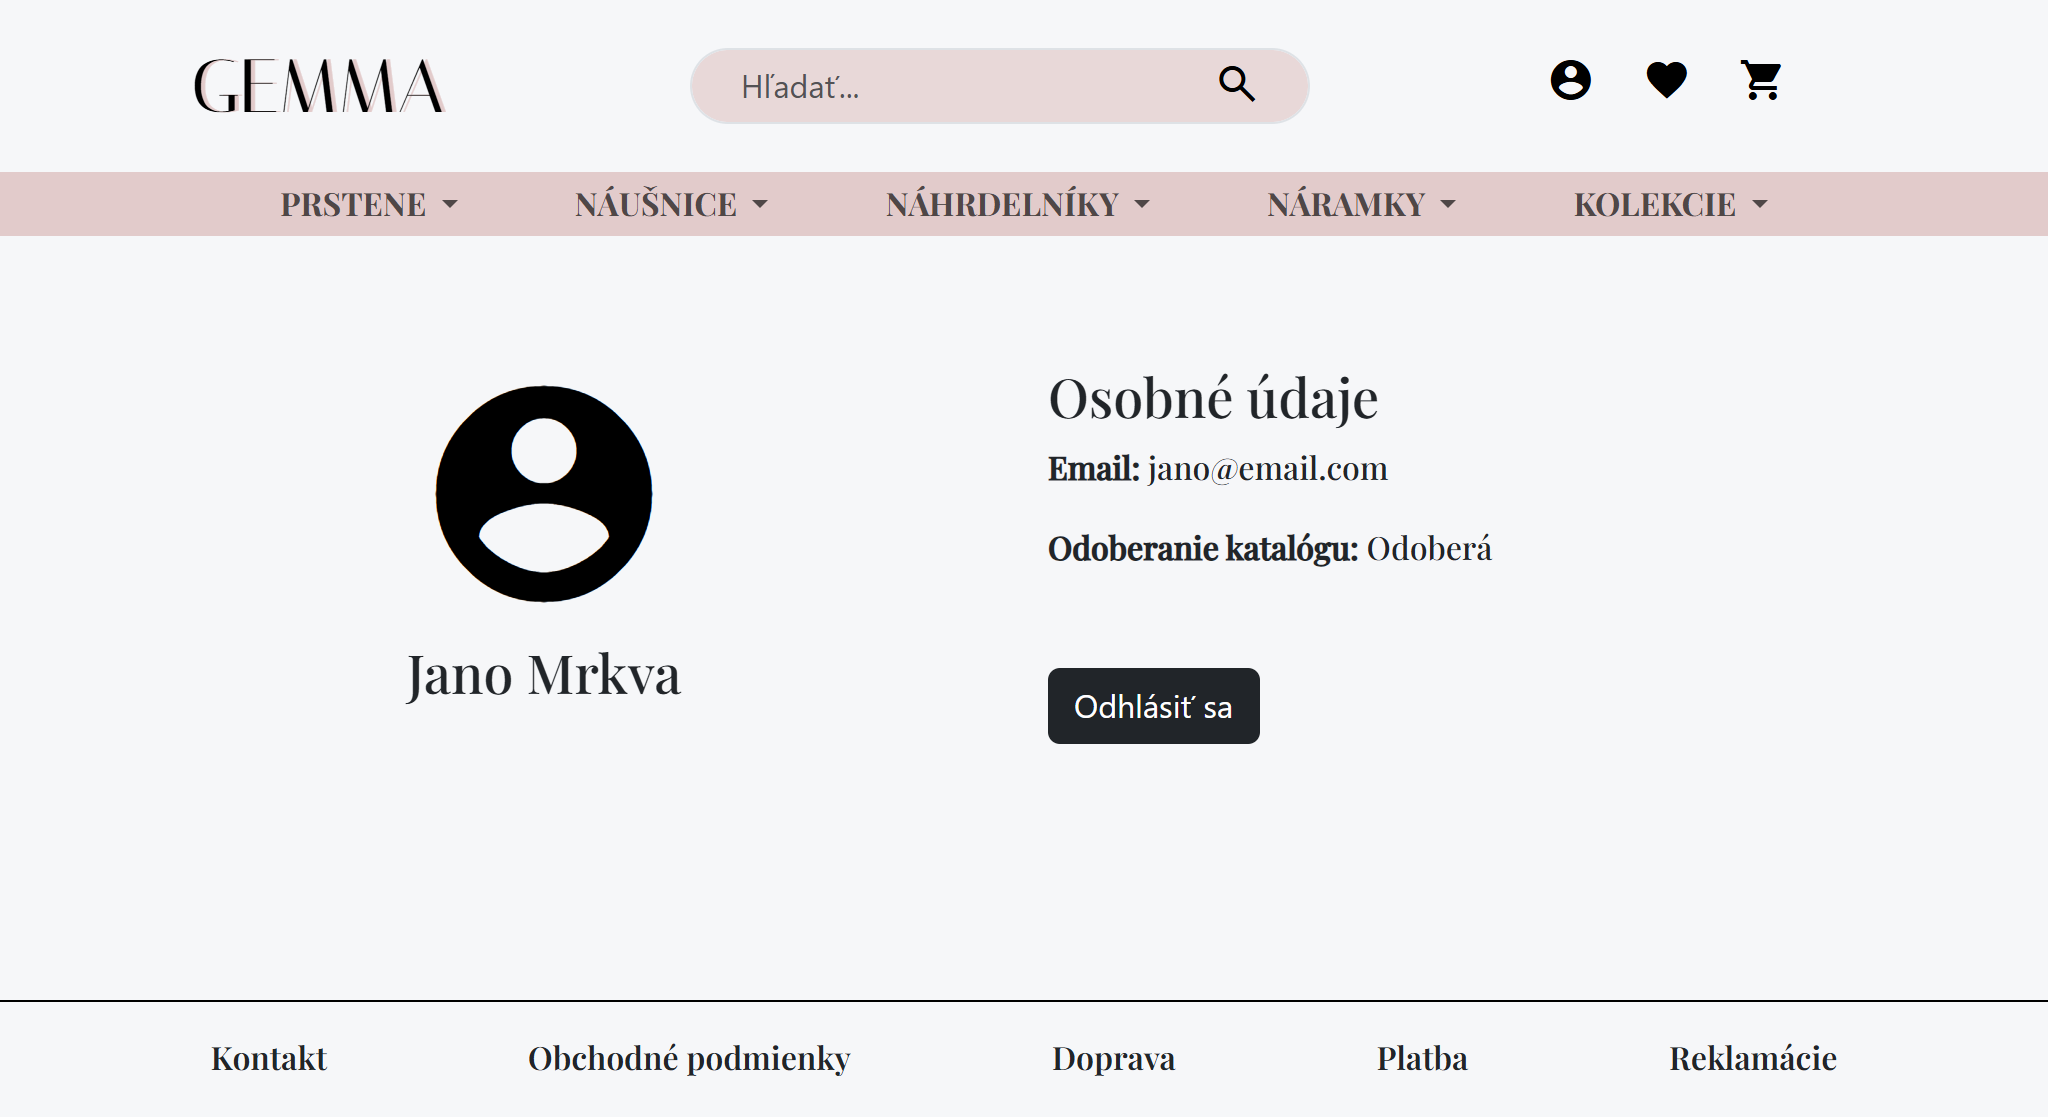 GEMMA
Hľadať...
PRSTENE
NÁUŠNICE
NÁHRDELNÍKY
NÁRAMKY
KOLEKCIE
Jano Mrkva
Osobné údaje
Email: jano@email.com
Odoberanie katalógu: Odoberá
Odhlásiť sa
Kontakt
Obchodné podmienky
Doprava
Platba
Reklamácie